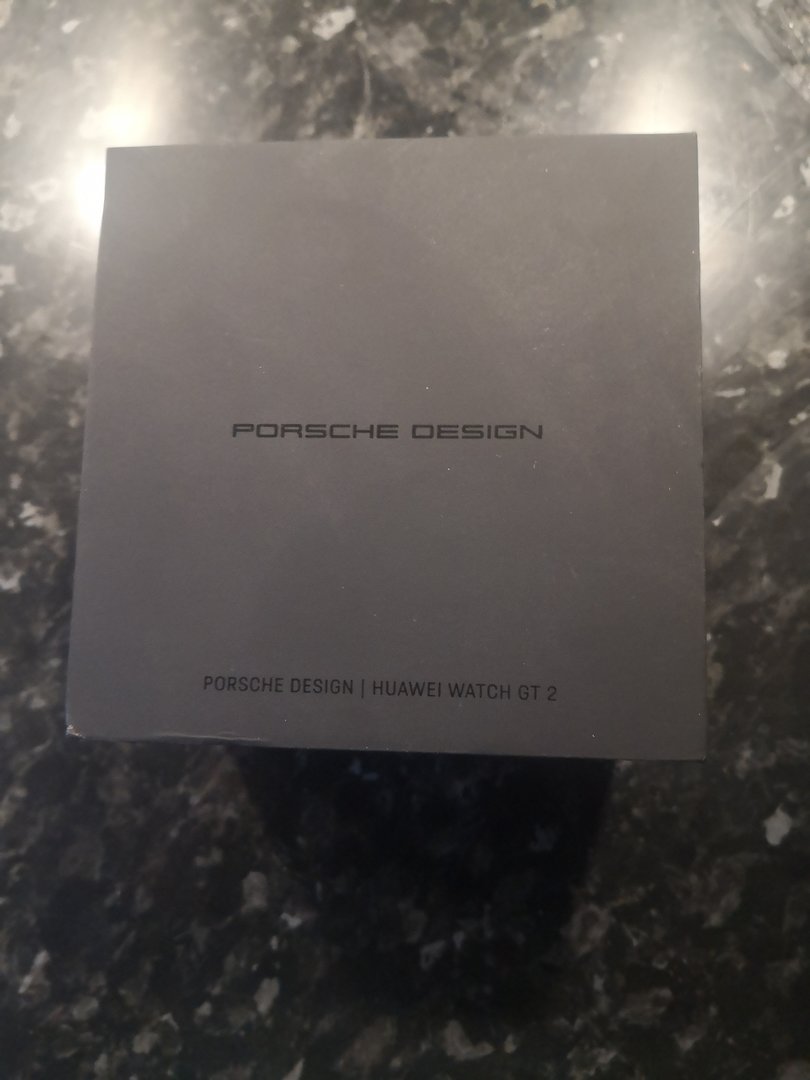 PORSCHE DESIGN
PORSCHE DESIGN | HUAWEI WATCH GT 2